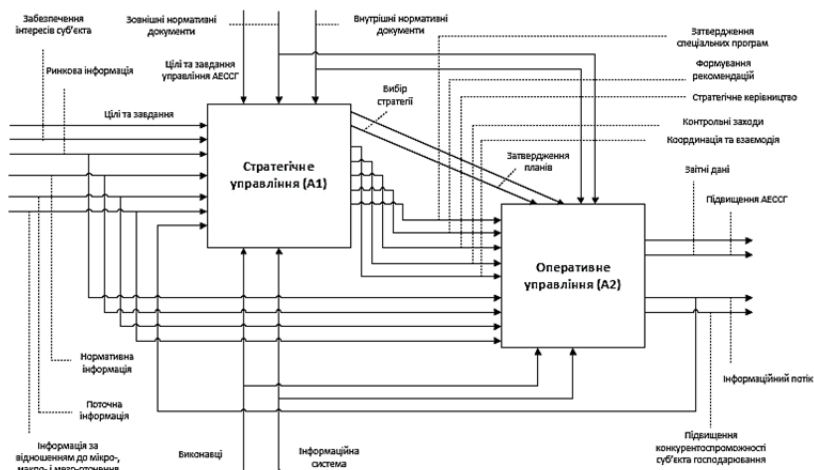 Забезпечення
інтересів суб'єкта
Зовнішні нормативні
документи
Внутрішні нормативні
документи
Затвердження
спеціальних програм
Ринкова інформація
Цілі та завдання
управління АЕССГ
Формування
рекомендацій
Вибір
стратегії
Стратегічне керівництво
Цілі та завдання
Контрольні заходи
Координація та взаємодія
Стратегічне
управління (А1)
Затвердження
планів
Звітні дані
Підвищення АЕССГ
Оперативне
управління (А2)
Нормативна
інформація
Інформаційний потік
Поточна
інформація
Інформація за
відношенням до мікро-,
макро- і мега-оточення
Виконавці
Інформаційна
система
Підвищення
конкурентоспроможності
суб'єкта господарювання